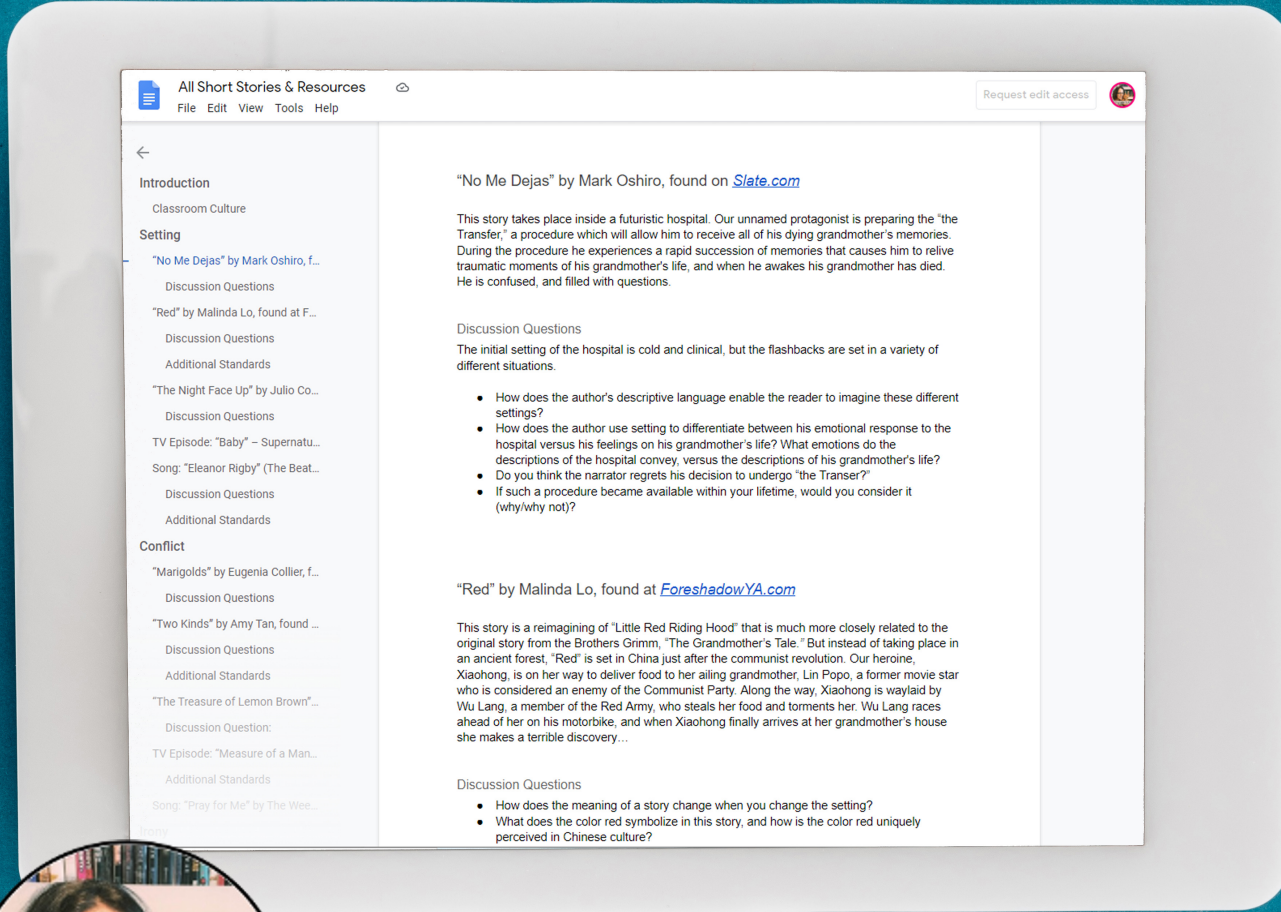 All Short Stories & Resources
File Edit View Tools Help
Request edit access
Introduction
Classroom Culture
Setting
“No Me Dejas” by Mark Oshiro, f...
Discussion Questions
“Red” by Malinda Lo, found at F...
Discussion Questions
Additional Standards
“The Night Face Up” by Julio Co...
Discussion Questions
TV Episode: “Baby” – Supernatu...
Song: “Eleanor Rigby” (The Beat...
Discussion Questions
Additional Standards
Conflict
“Marigolds” by Eugenia Collier, f...
Discussion Questions
“Two Kinds” by Amy Tan, found ...
Discussion Questions
Additional Standards
“The Treasure of Lemon Brown”...
Discussion Question:
TV Episode: “Measure of a Man...
Additional Standards
Song: “Pray for Me” by The Wee...
Irony
“No Me Dejas” by Mark Oshiro, found on Slate.com
This story takes place inside a futuristic hospital. Our unnamed protagonist is preparing the “the
Transfer,” a procedure which will allow him to receive all of his dying grandmother’s memories.
During the procedure he experiences a rapid succession of memories that causes him to relive
traumatic moments of his grandmother's life, and when he awakes his grandmother has died.
He is confused, and filled with questions.
Discussion Questions
The initial setting of the hospital is cold and clinical, but the flashbacks are set in a variety of
different situations.
● How does the author's descriptive language enable the reader to imagine these different
settings?
● How does the author use setting to differentiate between his emotional response to the
hospital versus his feelings on his grandmother’s life? What emotions do the
descriptions of the hospital convey, versus the descriptions of his grandmother's life?
● Do you think the narrator regrets his decision to undergo “the Transer?”
● If such a procedure became available within your lifetime, would you consider it
(why/why not)?
“Red” by Malinda Lo, found at ForeshadowYA.com
This story is a reimagining of “Little Red Riding Hood” that is much more closely related to the
original story from the Brothers Grimm, “The Grandmother’s Tale.” But instead of taking place in
an ancient forest, “Red” is set in China just after the communist revolution. Our heroine,
Xiaohong, is on her way to deliver food to her ailing grandmother, Lin Popo, a former movie star
who is considered an enemy of the Communist Party. Along the way, Xiaohong is waylaid by
Wu Lang, a member of the Red Army, who steals her food and torments her. Wu Lang races
ahead of her on his motorbike, and when Xiaohong finally arrives at her grandmother’s house
she makes a terrible discovery…
Discussion Questions
● How does the meaning of a story change when you change the setting?
● What does the color red symbolize in this story, and how is the color red uniquely
perceived in Chinese culture?